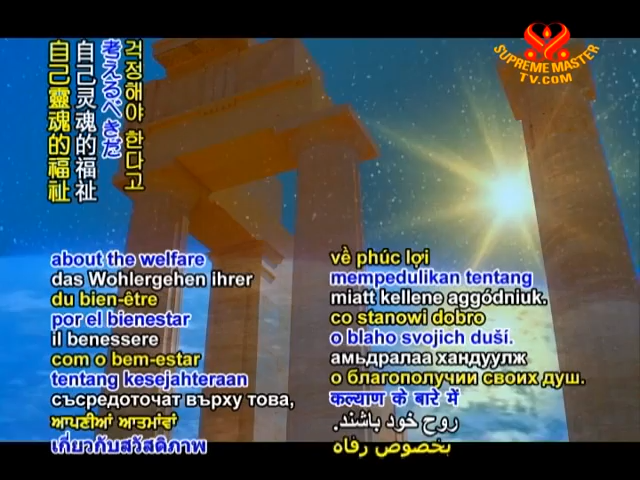 SUPREME MASTER
TV.COM
걱정해야 한다고
考えるべきだ
自己灵魂的福祉
自己靈魂的福祉
about the welfare
das Wohlergehen ihrer
du bien-être
por el bienestar
il benessere
com o bem-estar
tentang kesejahteraan
съсредоточат върху това,
ਆਪਣੀਆਂ ਆਤਮਾਂਵਾਂ
เกี่ยวกับสวัสดิภาพ
về phúc lợi
mempedulikan tentang
miatt kellene aggódniuk.
co stanowi dobro
o blaho svojich duší.
амьдралаа хандуулж
о благополучии своих душ.
कल्याण के बारे में
روح خود باشند.
بخصوص رفاه